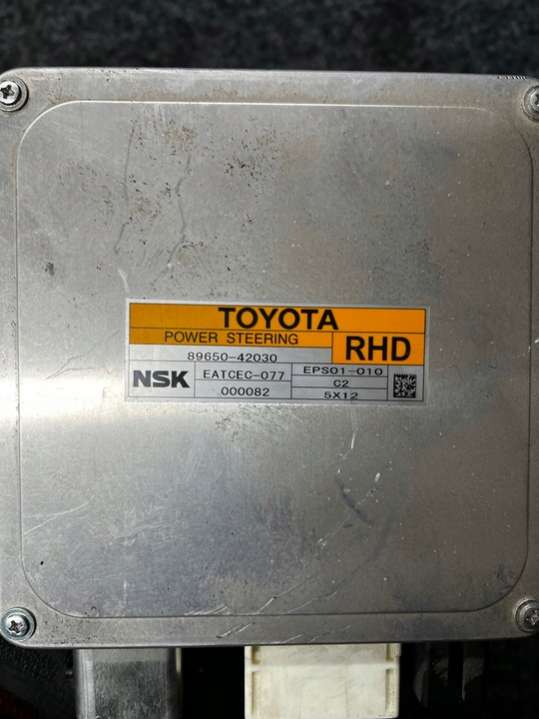 TOYOTA
POWER STEERING
RHD
89650-42030
NSK
EATCEC-077
000082
EPS01-010
C2
5X12